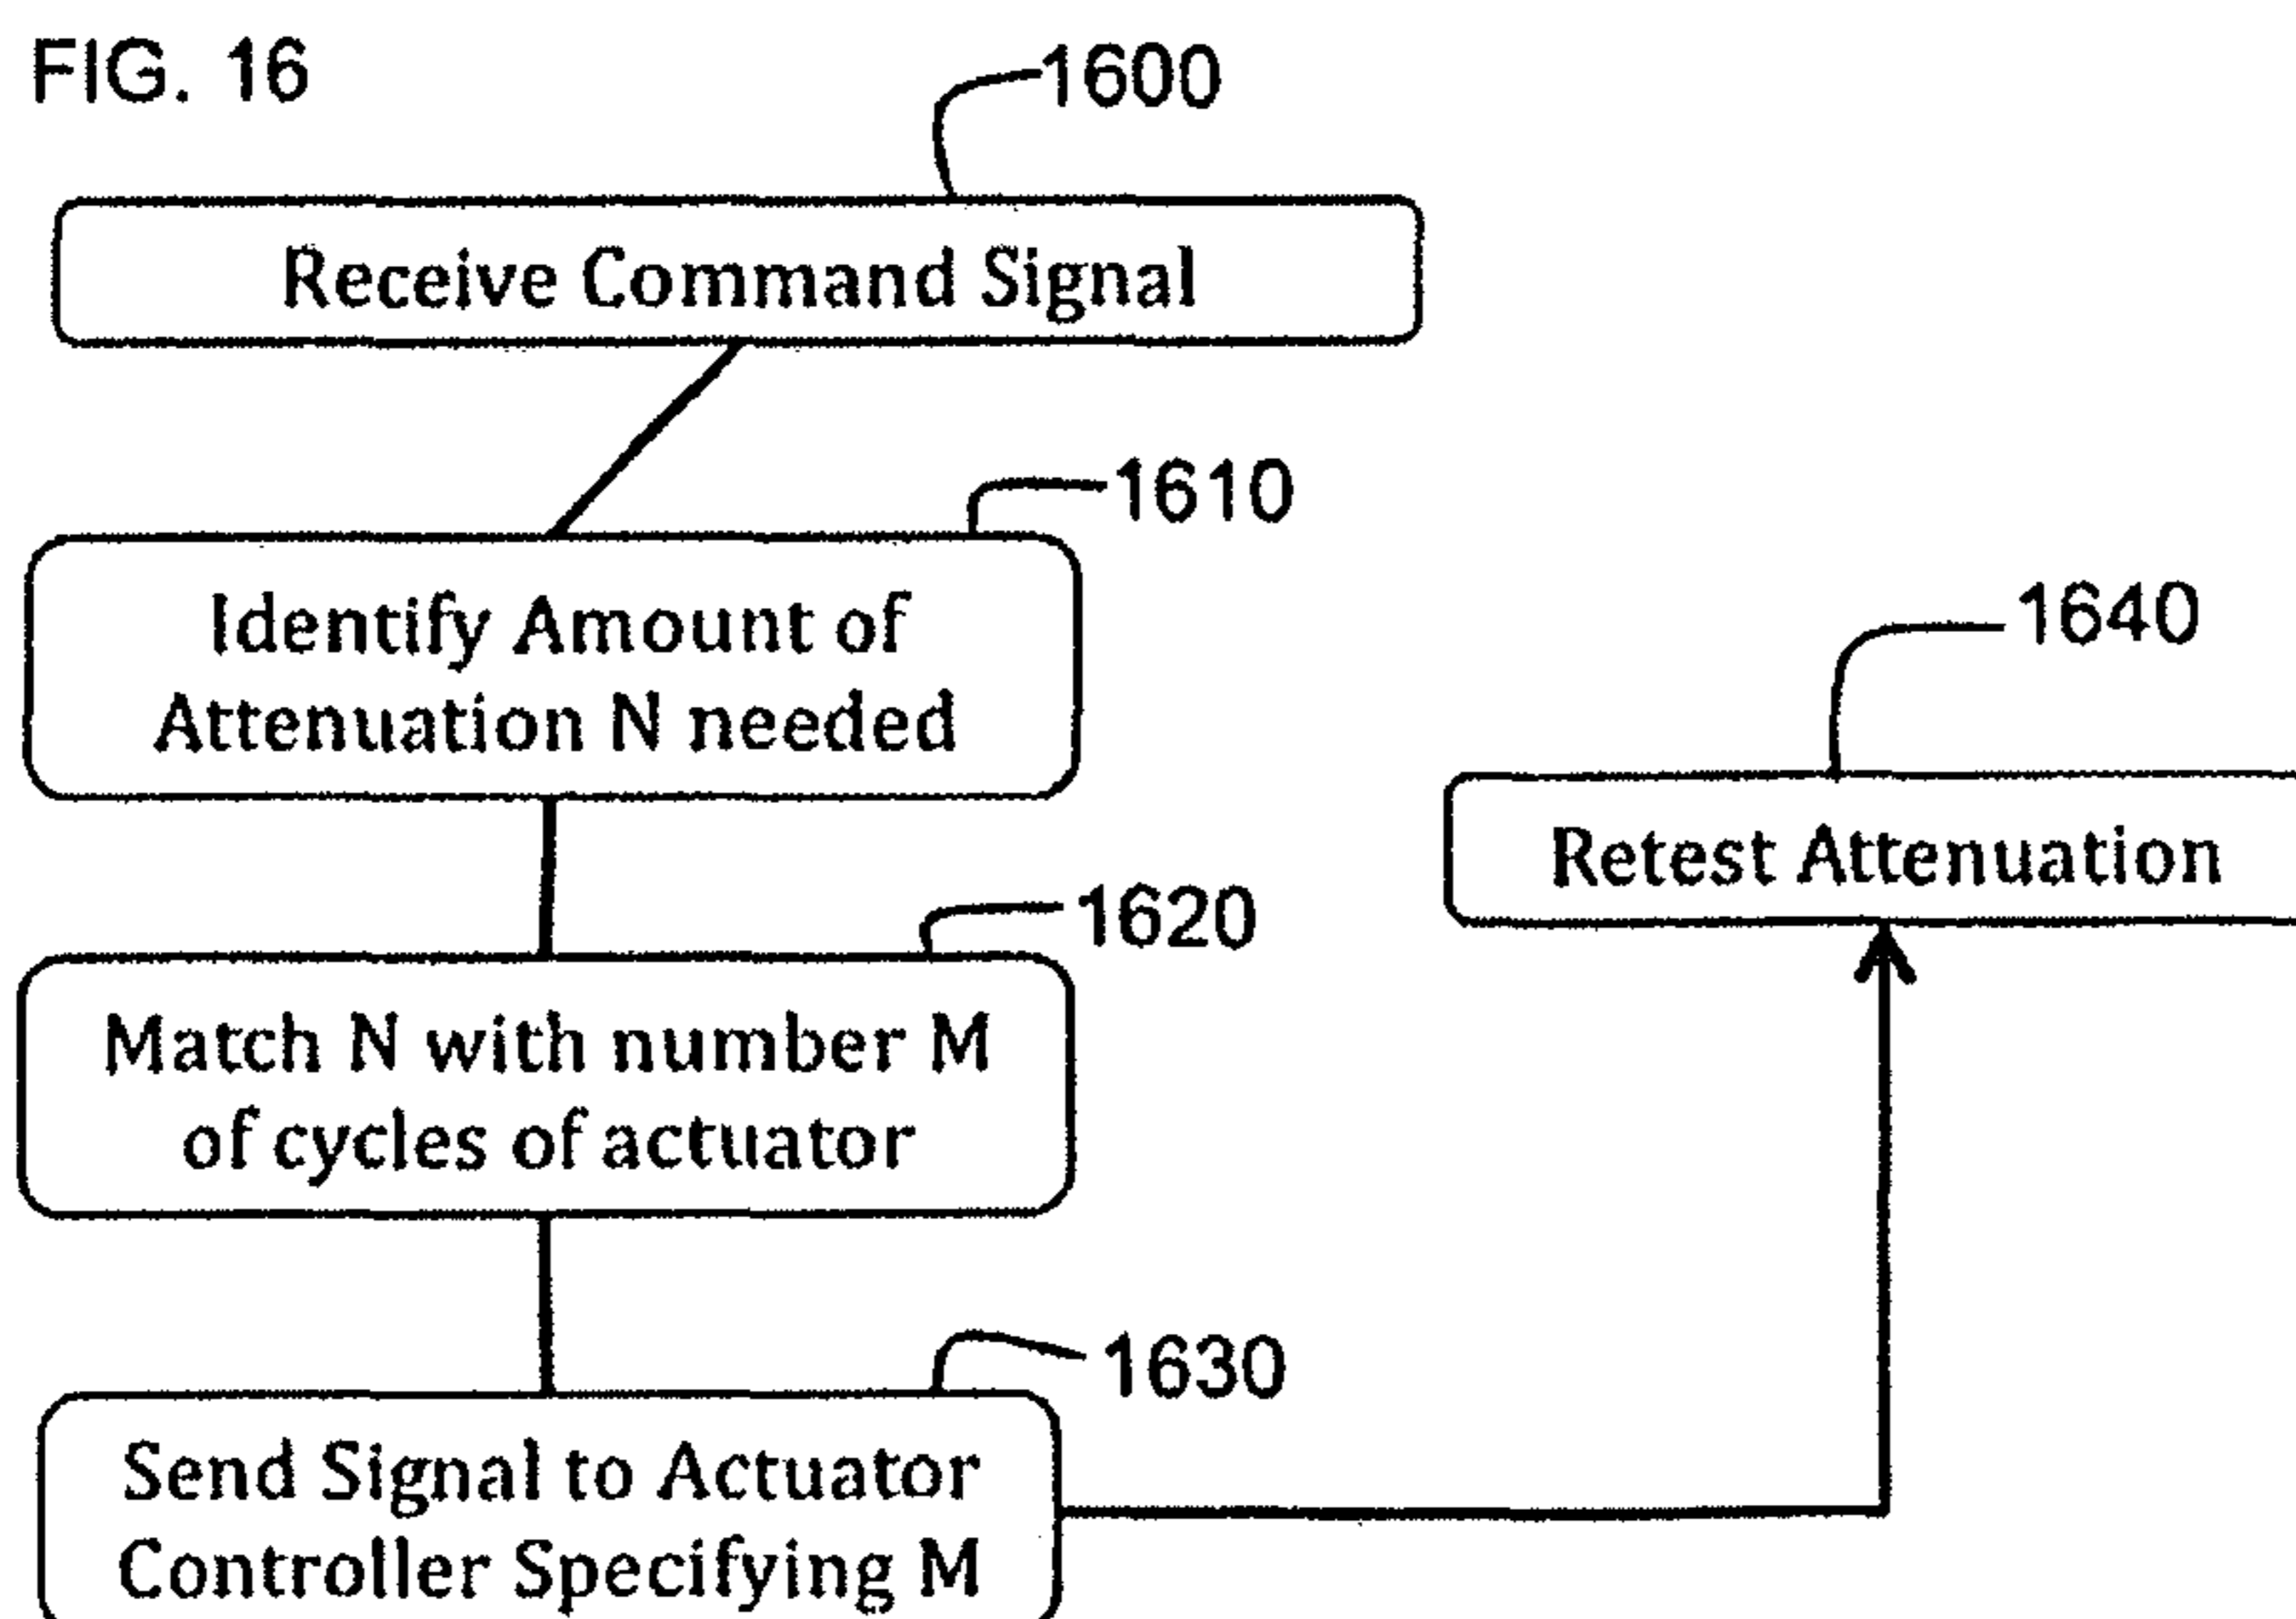 FIG. 16
1600
Receive Command Signal
1610
Identify Amount of
Attenuation N needed
1640
Retest Attenuation
1620
Match N with number M
of cycles of actuator
1630
Send Signal to Actuator
Controller Specifying M